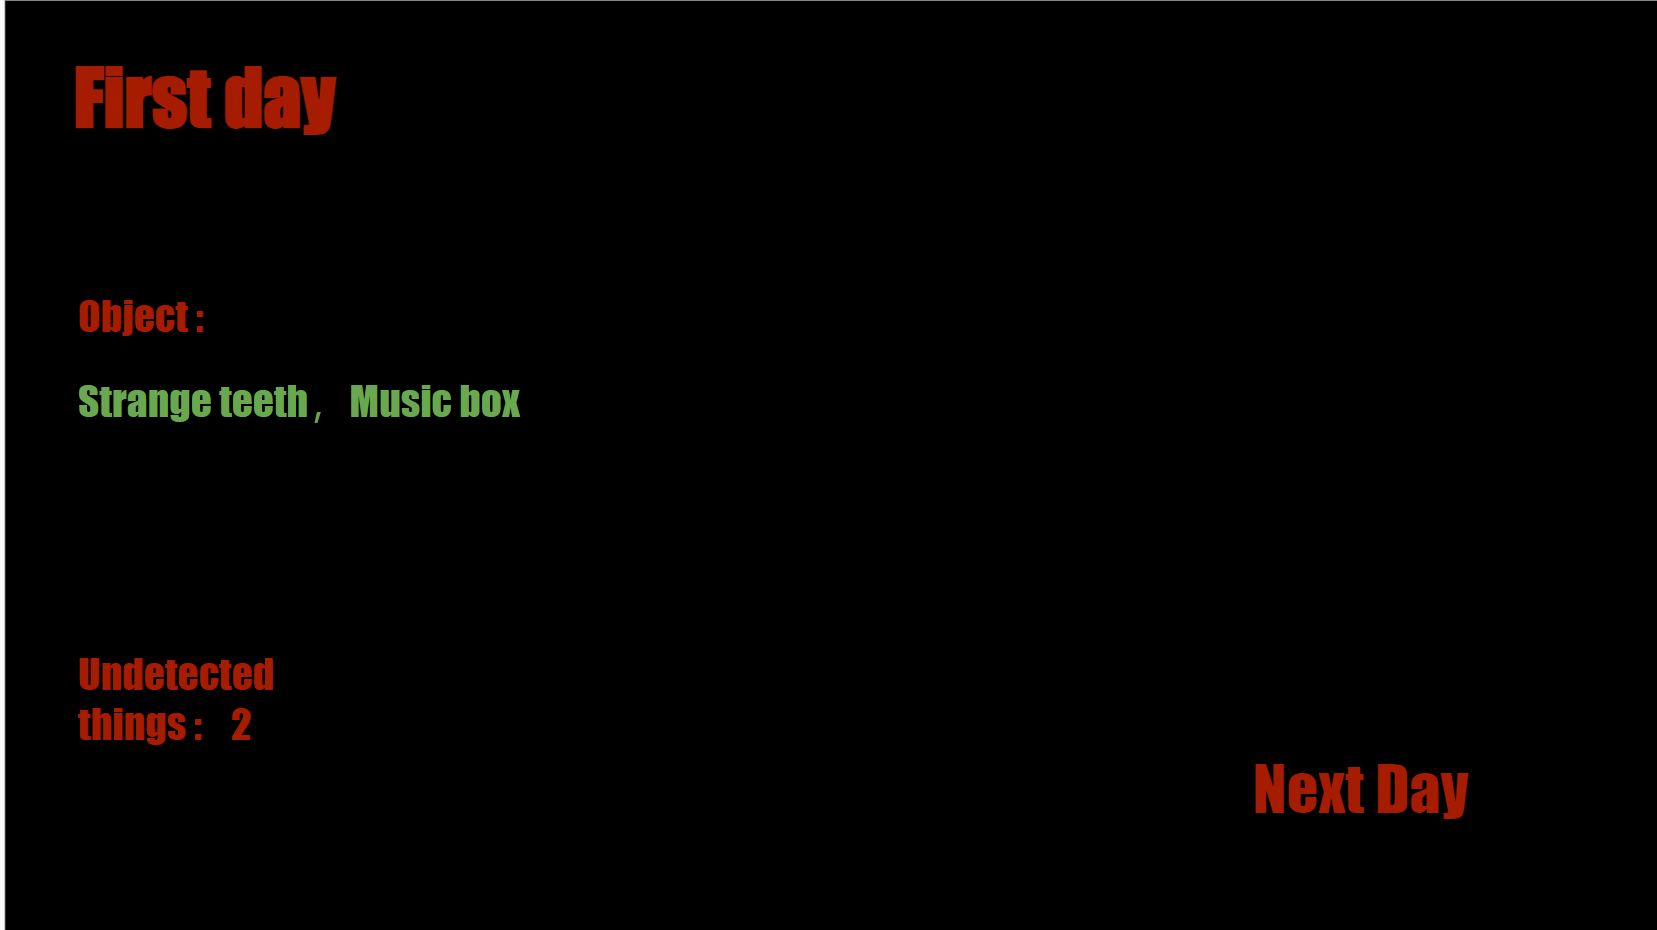 First day
Object :
Strange teeth ,   Music box
Undetected
things :   2
Next Day